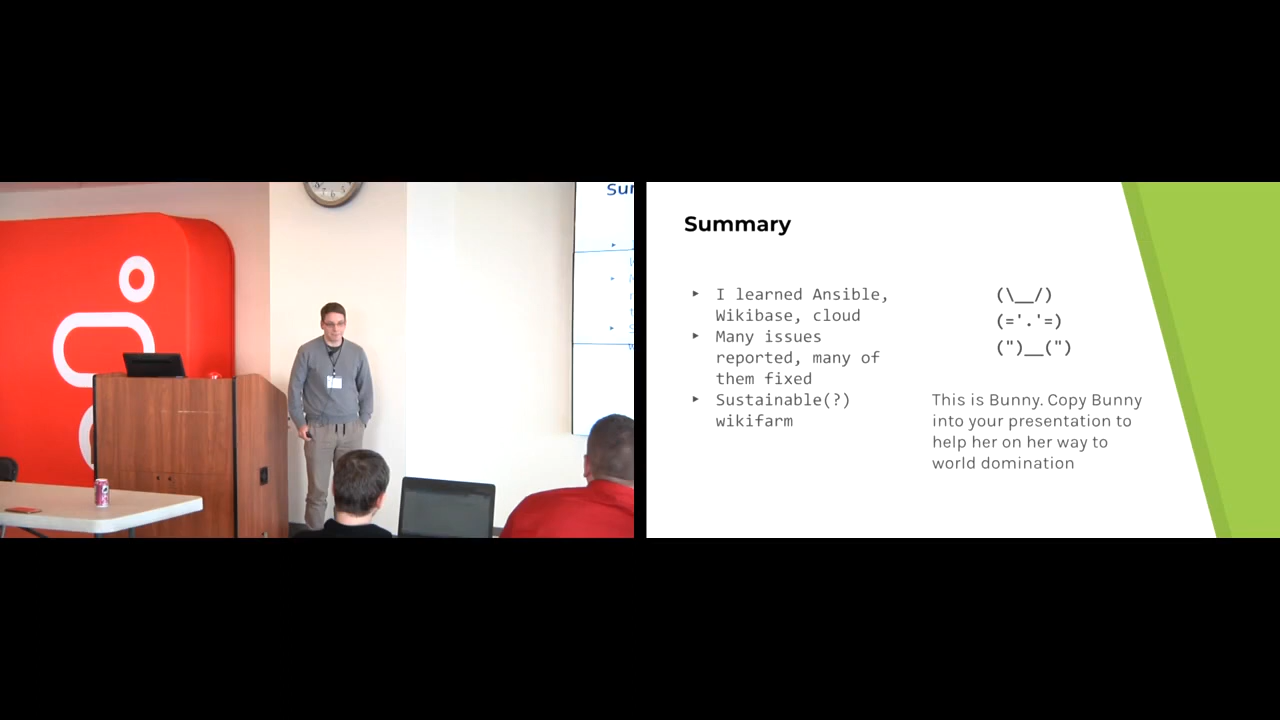 Sur
Summary
▸ I learned Ansible,
Wikibase, cloud
▸ Many issues
reported, many of
them fixed
▸ Sustainable(?)
wikifarm
(\__/)
(='.'=)
(")__(")
This is Bunny. Copy Bunny
into your presentation to
help her on her way to
world domination